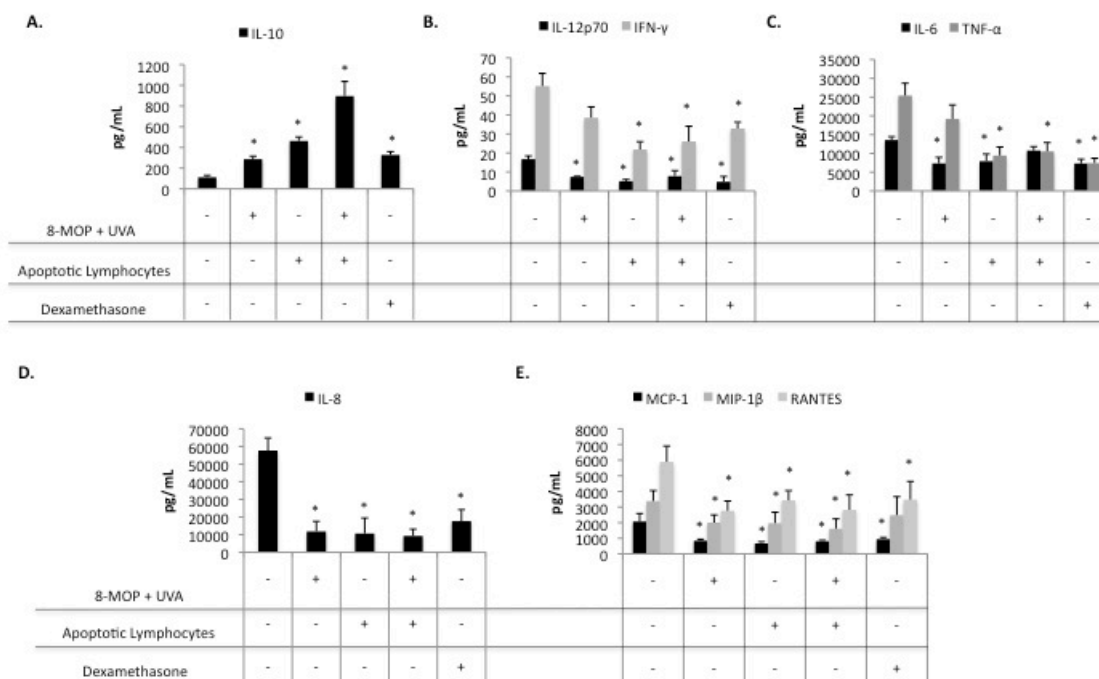 A.
IL-10
1200
1000
800
600
400
200
0
pg/mL
* * * *
8-MOP + UVA - + - + -
Apoptotic Lymphocytes - - + + -
Dexamethasone - - - - +
B.
IL-12p70 IFN-γ
70
60
50
40
30
20
10
0
pg/mL
* * * * * * *
- + - + -
- - + + -
- - - - +
C.
IL-6 TNF-α
35000
30000
25000
20000
15000
10000
5000
0
pg/mL
* * * * * *
- + - + -
- - + + -
- - - - +
D.
IL-8
70000
60000
50000
40000
30000
20000
10000
0
pg/mL
* * * *
8-MOP + UVA - + - + -
Apoptotic Lymphocytes - - + + -
Dexamethasone - - - - +
E.
MCP-1 MIP-1β RANTES
8000
7000
6000
5000
4000
3000
2000
1000
0
pg/mL
* * * * * * * * * * *
- + - + -
- - + + -
- - - - +